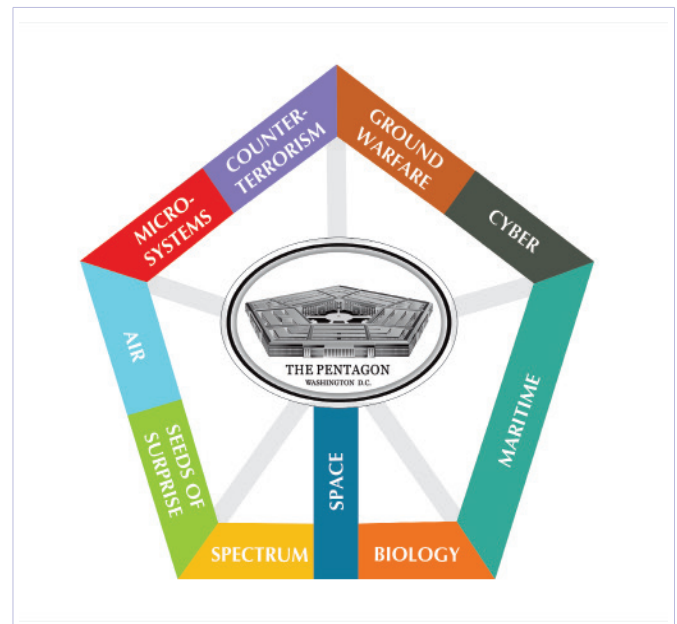 COUNTER-
TERRORISM
GROUND
WARFARE
MICRO-
SYSTEMS
CYBER
AIR
MARITIME
THE PENTAGON
WASHINGTON D.C.
SEEDS OF
SURPRISE
SPACE
SPECTRUM
BIOLOGY